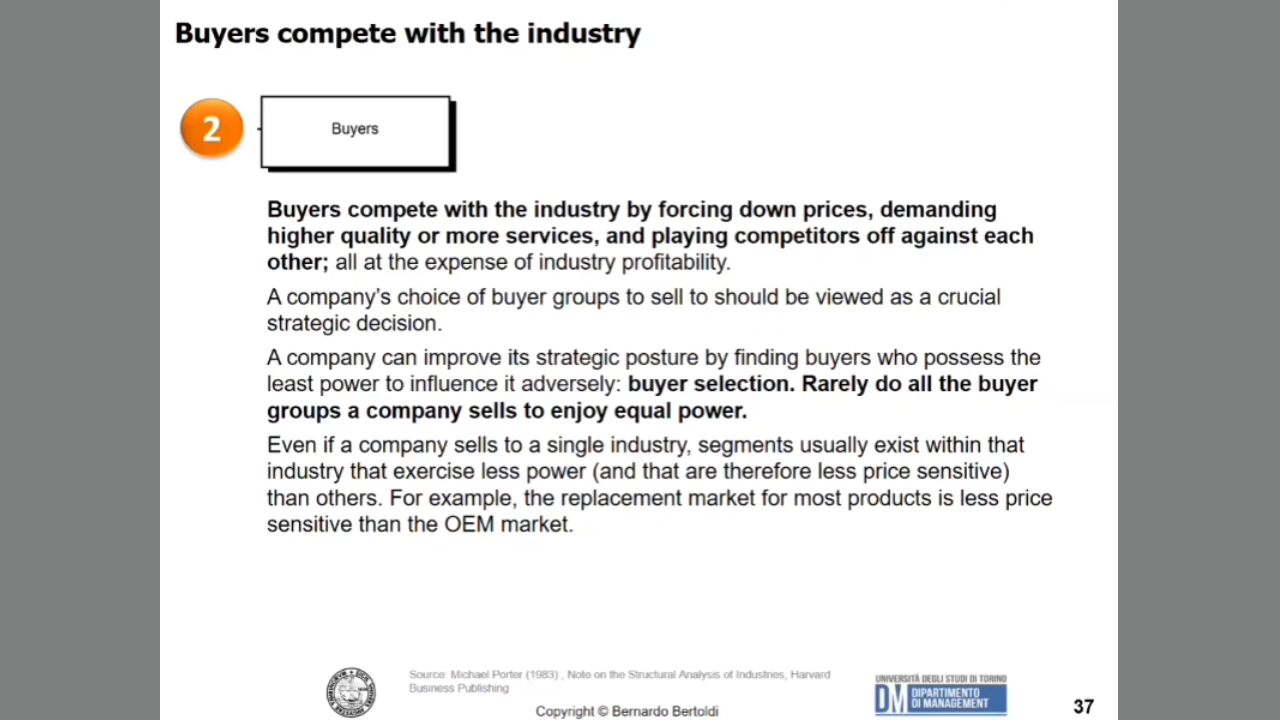 Buyers compete with the industry
2
Buyers
Buyers compete with the industry by forcing down prices, demanding
higher quality or more services, and playing competitors off against each
other; all at the expense of industry profitability.
A company's choice of buyer groups to sell to should be viewed as a crucial
strategic decision.
A company can improve its strategic posture by finding buyers who possess the
least power to influence it adversely: buyer selection. Rarely do all the buyer
groups a company sells to enjoy equal power.
Even if a company sells to a single industry, segments usually exist within that
industry that exercise less power (and that are therefore less price sensitive)
than others. For example, the replacement market for most products is less price
sensitive than the OEM market.
Source: Michael Porter (1983) , Note on the Structural Analysis of Industries, Harvard
Business Publishing
Copyright © Bernardo Bertoldi
UNIVERSITÀ DEGLI STUDI DI TORINO
DM DIPARTIMENTO
DI MANAGEMENT
37